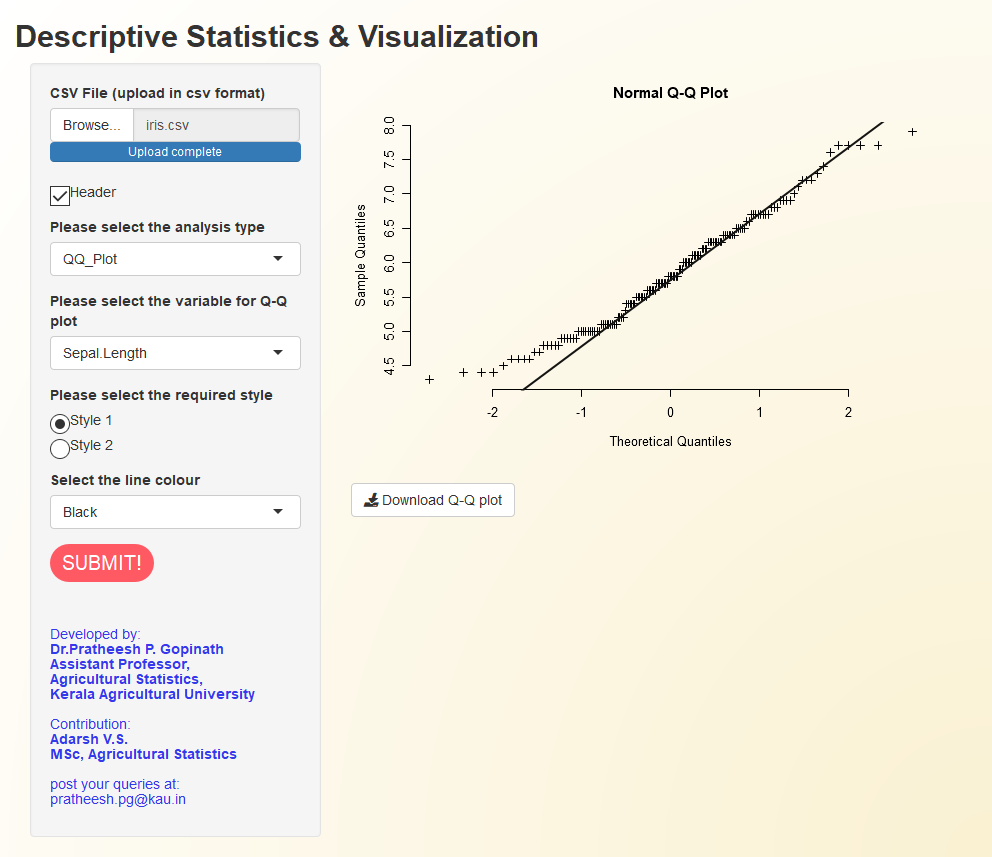 Descriptive Statistics & Visualization
CSV File (upload in csv format)
Browse...
iris.csv
Upload complete
Header
Please select the analysis type
QQ_Plot
Please select the variable for Q-Q
plot
Sepal.Length
Please select the required style
Style 1
Style 2
Select the line colour
Black
SUBMIT!
Developed by:
Dr.Pratheesh P. Gopinath
Assistant Professor,
Agricultural Statistics,
Kerala Agricultural University
Contribution:
Adarsh V.S.
MSc, Agricultural Statistics
post your queries at:
pratheesh.pg@kau.in
Normal Q-Q Plot
Sample Quantiles
8.0
7.5
7.0
6.5
6.0
5.5
5.0
4.5
-2 -1 0 1 2
Theoretical Quantiles
Download Q-Q plot